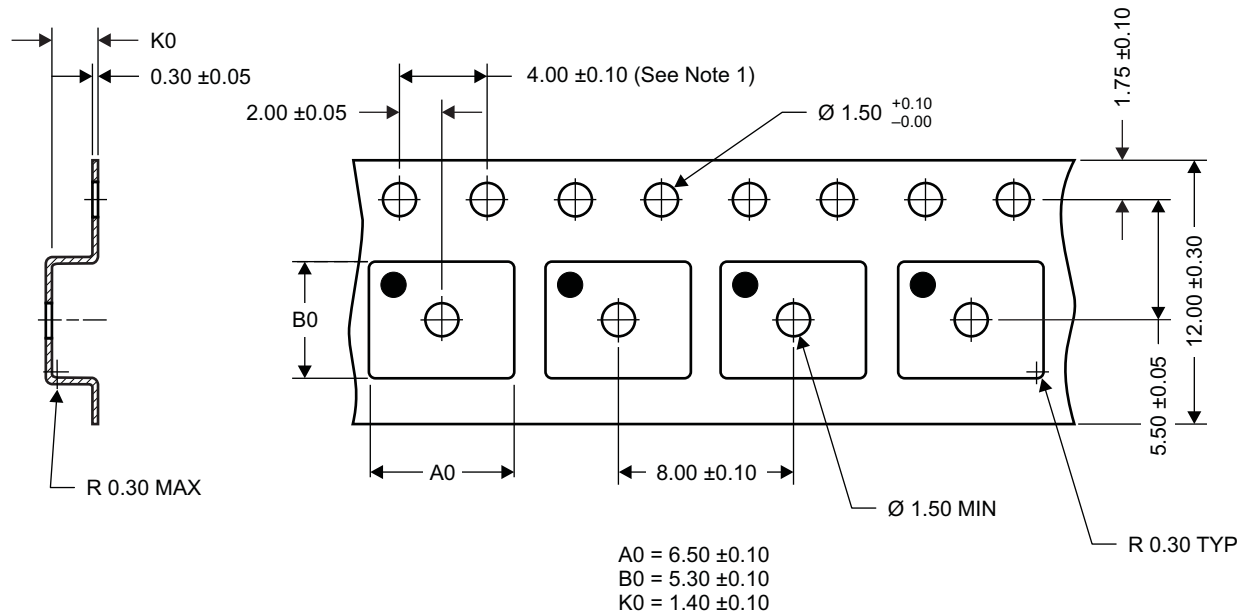 K0
0.30 ±0.05
4.00 ±0.10 (See Note 1)
2.00 ±0.05
Ø 1.50 +0.10 –0.00
1.75 ±0.10
B0
12.00 ±0.30
5.50 ±0.05
A0
8.00 ±0.10
R 0.30 MAX
Ø 1.50 MIN
R 0.30 TYP
A0 = 6.50 ±0.10
B0 = 5.30 ±0.10
K0 = 1.40 ±0.10